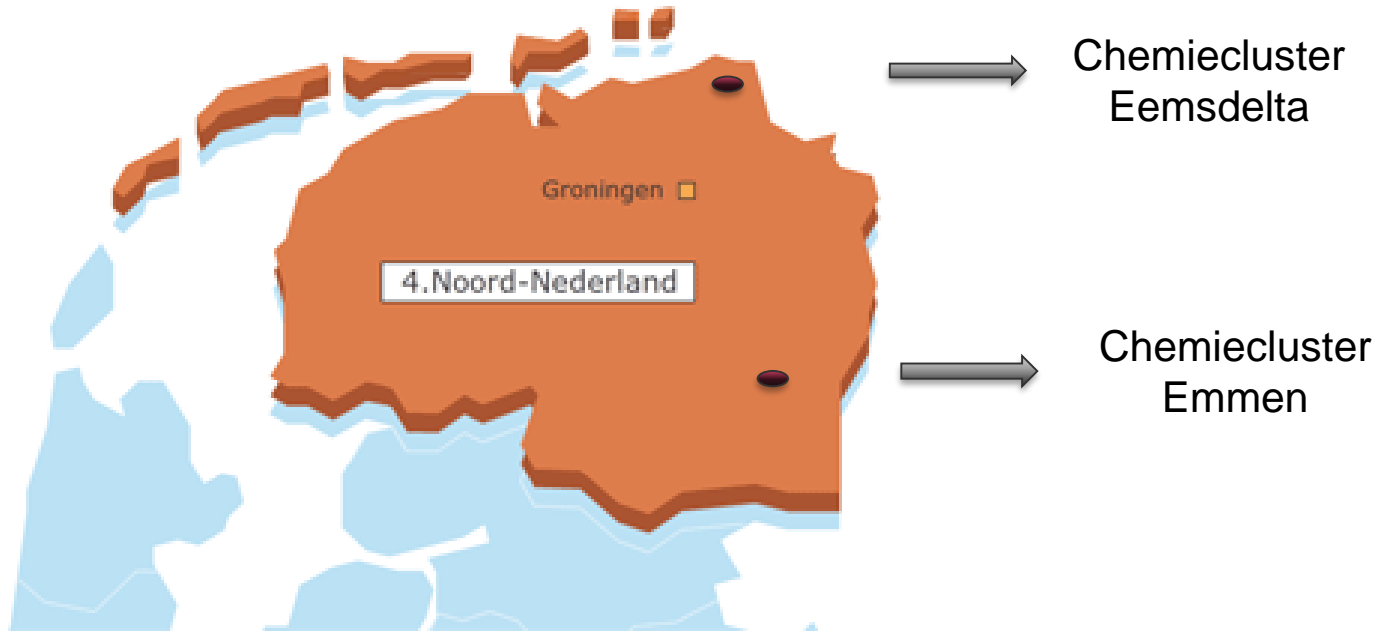 Chemiecluster
Eemsdelta
Groningen
4.Noord-Nederland
Chemiecluster
Emmen